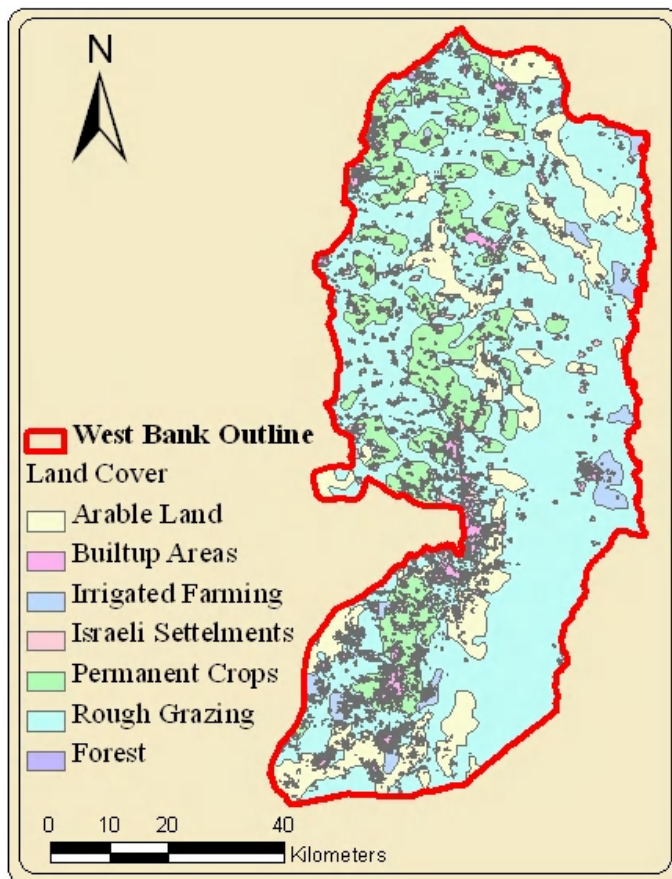 N
West Bank Outline
Land Cover
Arable Land
Builtup Areas
Irrigated Farming
Israeli Settelments
Permanent Crops
Rough Grazing
Forest
0 10 20 40
Kilometers